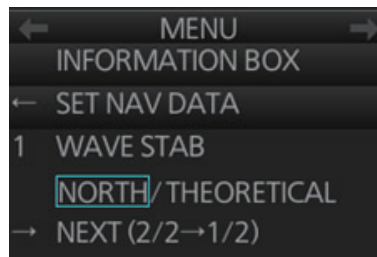 ← MENU →
INFORMATION BOX
← SET NAV DATA
1 WAVE STAB
NORTH/THEORETICAL
→ NEXT (2/2→1/2)